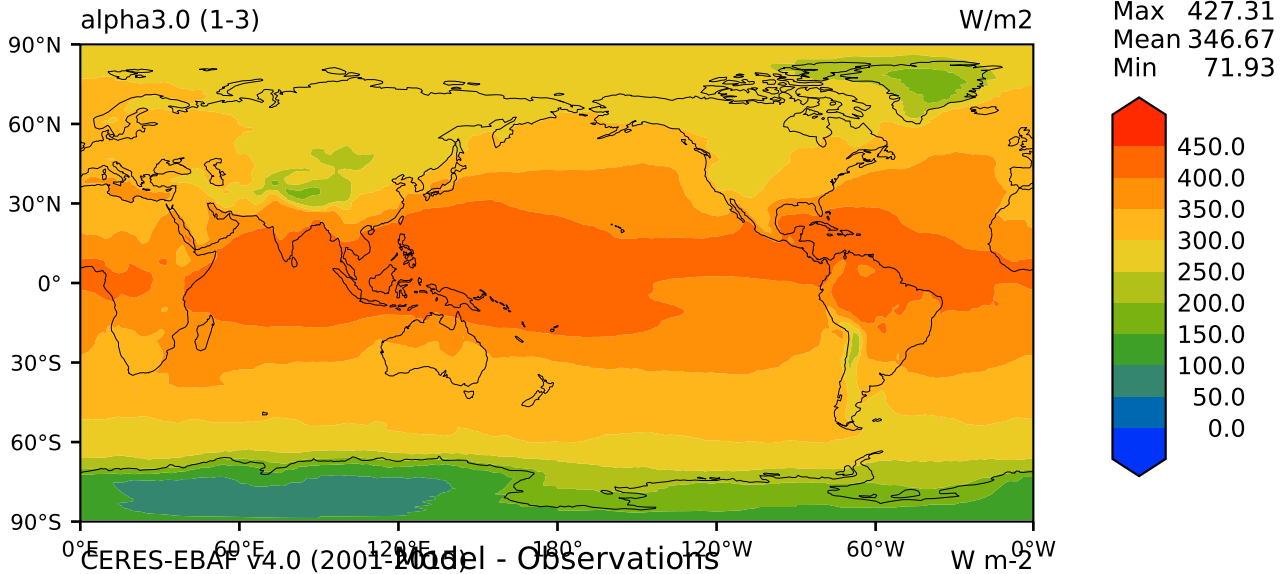 alpha3.0 (1-3)
W/m2
Max 427.31
Mean 346.67
Min 71.93
90°N
60°N
30°N
0°
30°S
60°S
90°S
450.0
400.0
350.0
300.0
250.0
200.0
150.0
100.0
50.0
0.0
0°E 60°E 120°E 180° 120°W 60°W 0°W
CERES-EBAF v4.0 (2001-2015)
Model - Observations
W m-2